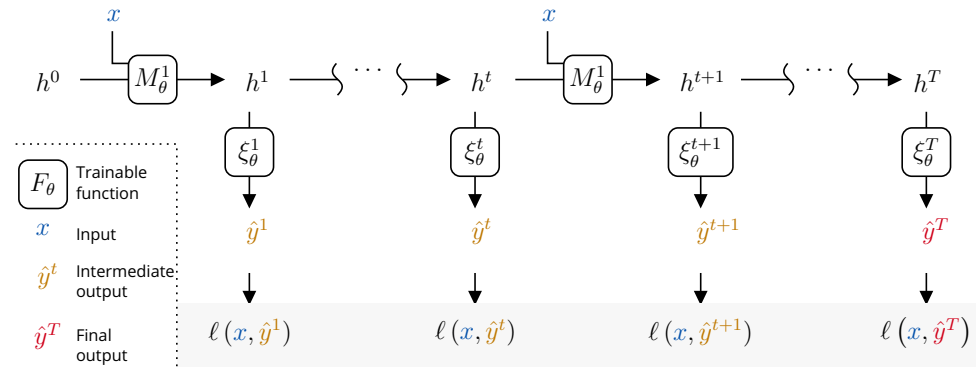 x x
h^0 M_θ^1 h^1 ··· h^t M_θ^1 h^{t+1} ··· h^T
ξ_θ^1 ξ_θ^t ξ_θ^{t+1} ξ_θ^T
F_θ Trainable
function
x Input
ŷ^1 ŷ^t ŷ^{t+1} ŷ^T
ŷ^t Intermediate
output
ŷ^T Final
output
ℓ (x, ŷ^1) ℓ (x, ŷ^t) ℓ (x, ŷ^{t+1}) ℓ (x, ŷ^T)